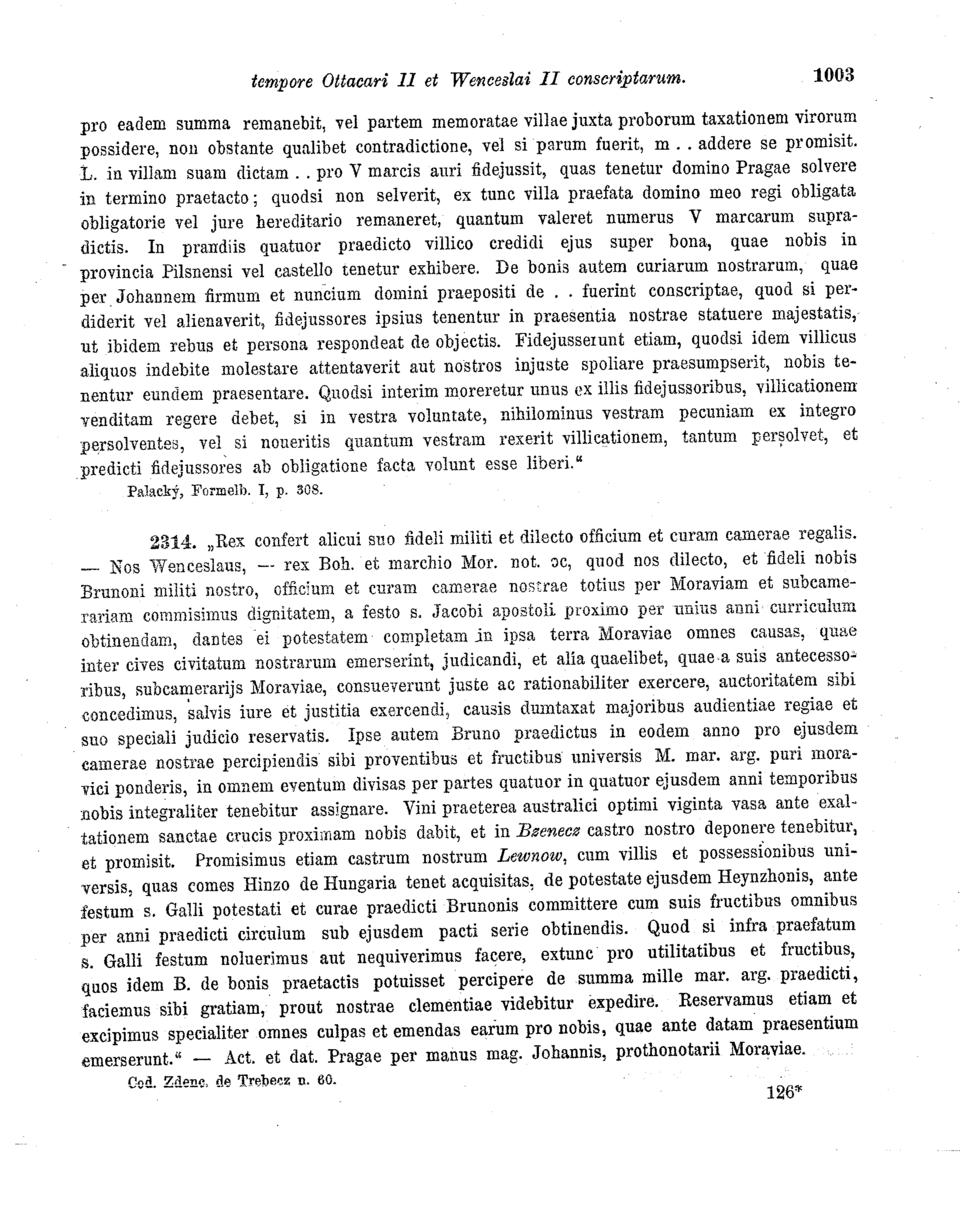 tempore Ottacari II et Wenceslai II conscriptarum. 1003
pro eadem summa remanebit, vel partem memoratae villae juxta proborum taxationem virorum
possidere, non obstante qualibet contradictione, vel si parum fuerit, m . . addere se promisit.
L. in villam suam dictam . . pro V marcis auri fidejussit, quas tenetur domino Pragae solvere
in termino praetacto; quodsi non selverit, ex tunc villa praefata domino meo regi obligata
obligatorie vel jure hereditario remaneret, quantum valeret numerus V marcarum supra-
dictis. In prandiis quatuor praedicto villico credidi ejus super bona, quae nobis in
provincia Pilsnensi vel castello tenetur exhibere. De bonis autem curiarum nostrarum, quae
per Johannem firmum et nuncium domini praepositi de . . fuerint conscriptae, quod si per-
diderit vel alienaverit, fidejussores ipsius tenentur in praesentia nostrae statuere majestatis,
ut ibidem rebus et persona respondeat de objectis. Fidejusserunt etiam, quodsi idem villicus
aliquos indebite molestare attentaverit aut nostros injuste spoliare praesumpserit, nobis te-
nentur eundem praesentare. Quodsi interim moreretur unus ex illis fidejussoribus, villicationem
venditam regere debet, si in vestra voluntate, nihilominus vestram pecuniam ex integro
persolventes, vel si noueritis quantum vestram rexerit villicationem, tantum persolvet, et
predicti fidejussores ab obligatione facta volunt esse liberi.“
Palacký, Formelb. I, p. 308.
2314. „Rex confert alicui suo fideli militi et dilecto officium et curam camerae regalis.
— Nos Wenceslaus, — rex Boh. et marchio Mor. not. oc, quod nos dilecto, et fideli nobis
Brunoni militi nostro, officium et curam camerae nostrae totius per Moraviam et subcame-
rariam commisimus dignitatem, a festo s. Jacobi apostoli proximo per unius anni curriculum
obtinendam, dantes ei potestatem completam in ipsa terra Moraviae omnes causas, quae
inter cives civitatum nostrarum emerserint, judicandi, et alia quaelibet, quae a suis antecesso-
ribus, subcamerarijs Moraviae, consueverunt juste ac rationabiliter exercere, auctoritatem sibi
concedimus, salvis iure et justitia exercendi, causis dumtaxat majoribus audientiae regiae et
suo speciali judicio reservatis. Ipse autem Bruno praedictus in eodem anno pro ejusdem
camerae nostrae percipiendis sibi proventibus et fructibus universis M. mar. arg. puri mora-
vici ponderis, in omnem eventum divisas per partes quatuor in quatuor ejusdem anni temporibus
nobis integraliter tenebitur assignare. Vini praeterea australici optimi viginta vasa ante exal-
tationem sanctae crucis proximam nobis dabit, et in Bzenecz castro nostro deponere tenebitur,
et promisit. Promisimus etiam castrum nostrum Lewnow, cum villis et possessionibus uni-
versis, quas comes Hinzo de Hungaria tenet acquisitas, de potestate ejusdem Heynzhonis, ante
festum s. Galli potestati et curae praedicti Brunonis committere cum suis fructibus omnibus
per anni praedicti circulum sub ejusdem pacti serie obtinendis. Quod si infra praefatum
s. Galli festum noluerimus aut nequiverimus facere, extunc pro utilitatibus et fructibus,
quos idem B. de bonis praetactis potuisset percipere de summa mille mar. arg. praedicti,
faciemus sibi gratiam, prout nostrae clementiae videbitur expedire. Reservamus etiam et
excipimus specialiter omnes culpas et emendas earum pro nobis, quae ante datam praesentium
emerserunt.“ — Act. et dat. Pragae per manus mag. Johannis, prothonotarii Moraviae.
Cod. Zdenc. de Trebecz n. 60.
126*